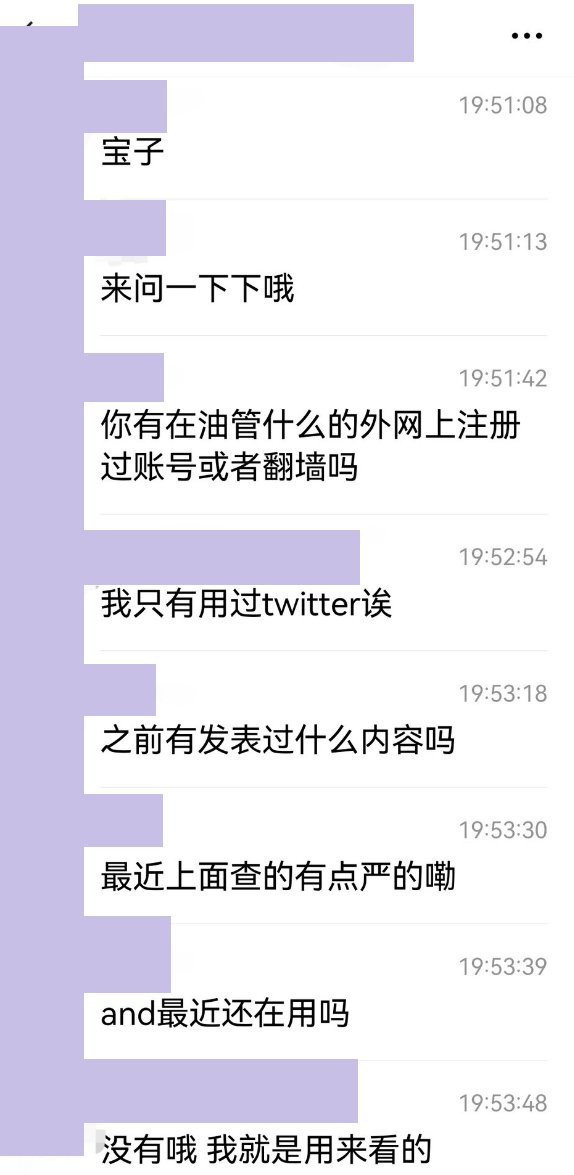 19:51:08
宝子
19:51:13
来问一下下哦
19:51:42
你有在油管什么的外网上注册
过账号或者翻墙吗
19:52:54
我只有用过twitter诶
19:53:18
之前有发表过什么内容吗
19:53:30
最近上面查的有点严的嘞
19:53:39
and最近还在用吗
19:53:48
没有哦 我就是用来看的